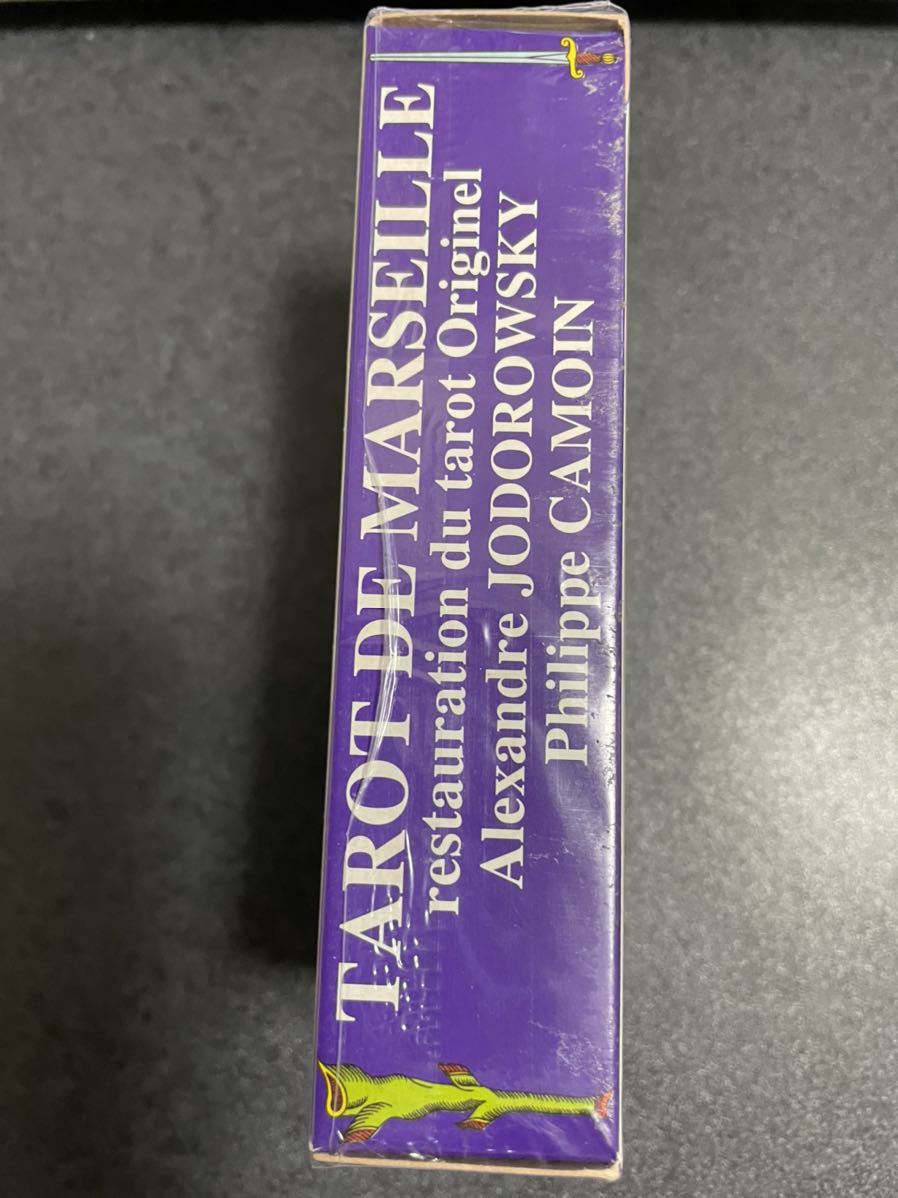 TAROT DE MARSEILLE
restauration du tarot Originel
Alexandre JODOROWSKY
Philippe CAMOIN